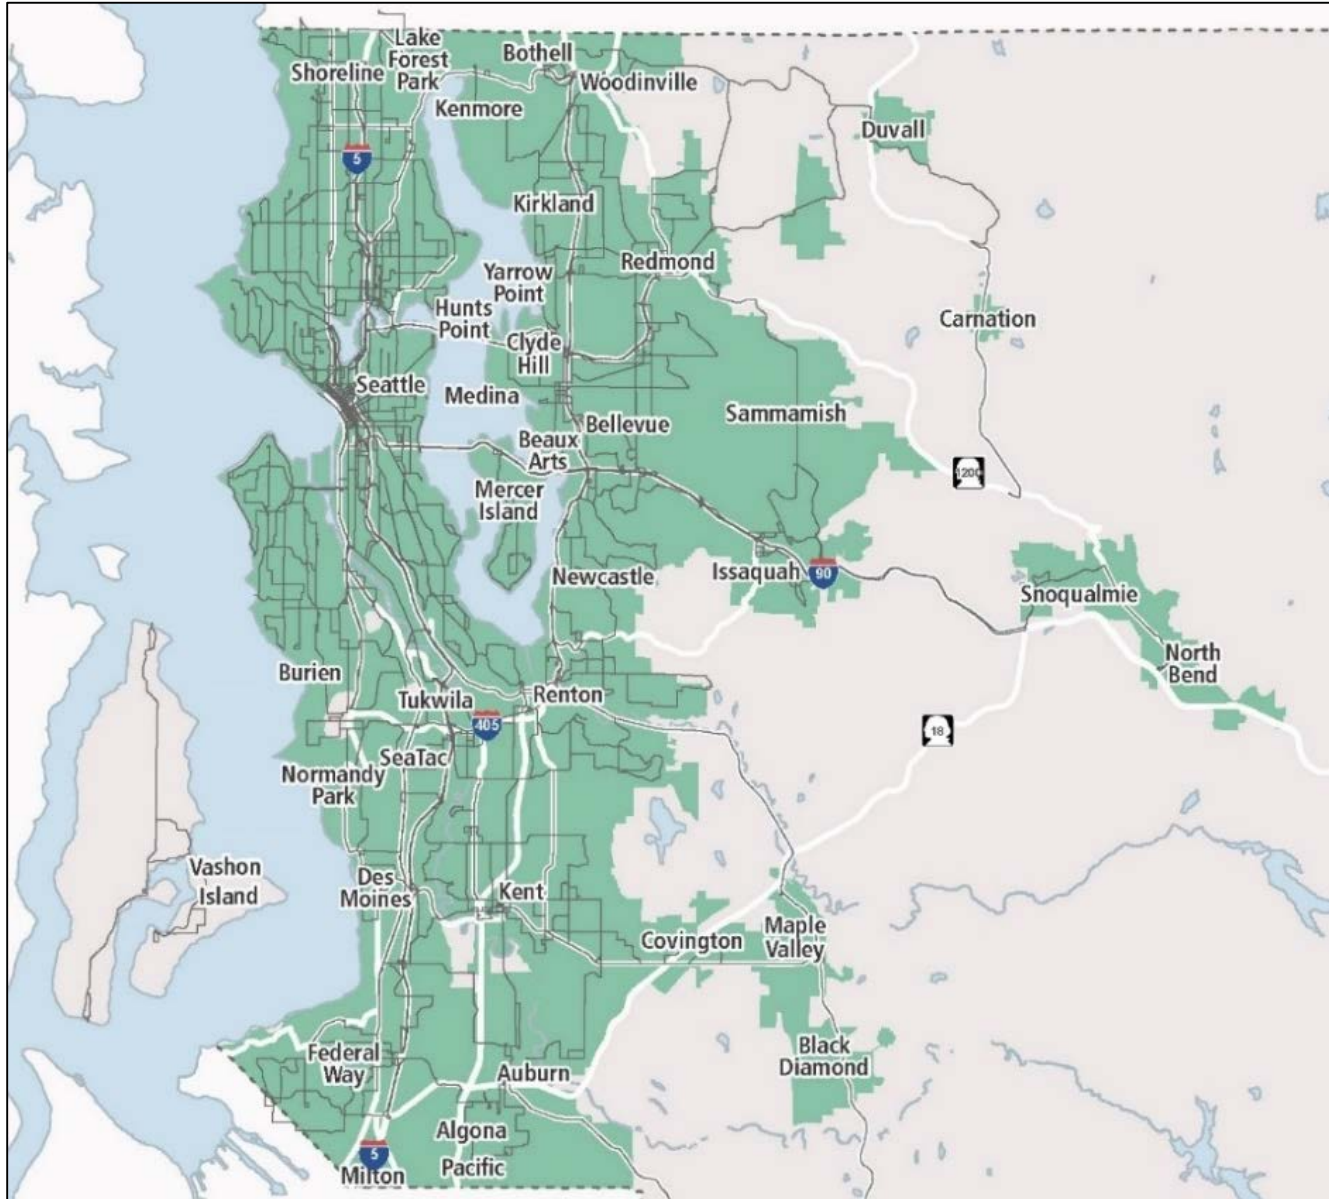 Lake
Forest
Park
Bothell
Shoreline
Woodinville
Kenmore
Duvall
5
Kirkland
Redmond
Yarrow
Point
Hunts
Point
Carnation
Clyde
Hill
Seattle
Medina
Sammamish
Bellevue
Beaux
Arts
1200
Mercer
Island
Newcastle
Issaquah
90
Snoqualmie
North
Bend
Burien
Tukwila
Renton
405
18
SeaTac
Normandy
Park
Vashon
Island
Des
Moines
Kent
Covington
Maple
Valley
Federal
Way
Auburn
Black
Diamond
Algona
5
Pacific
Milton